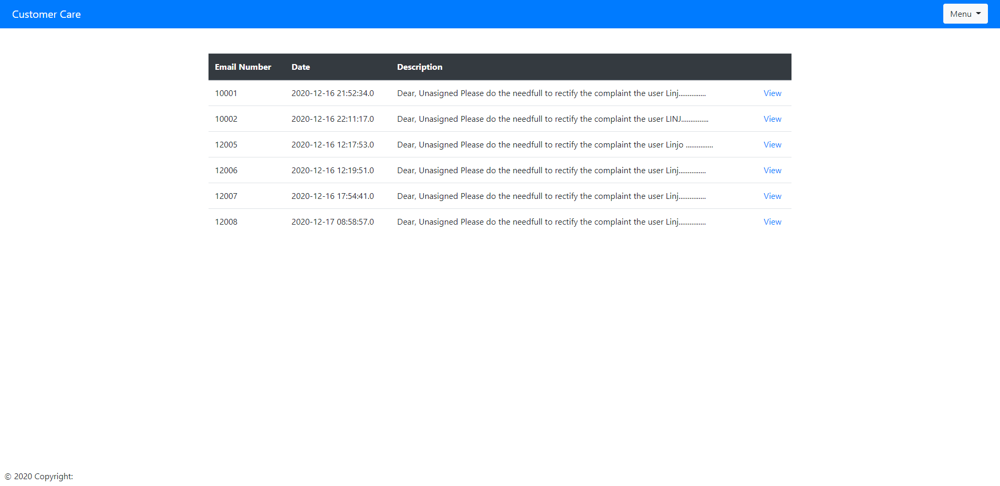 Customer Care
Menu
Email Number Date Description
10001 2020-12-16 21:52:34.0 Dear, Unasigned Please do the needfull to rectify the complaint the user Linj............... View
10002 2020-12-16 22:11:17.0 Dear, Unasigned Please do the needfull to rectify the complaint the user LINJ............... View
12005 2020-12-16 12:17:53.0 Dear, Unasigned Please do the needfull to rectify the complaint the user Linjo ............... View
12006 2020-12-16 12:19:51.0 Dear, Unasigned Please do the needfull to rectify the complaint the user Linj............... View
12007 2020-12-16 17:54:41.0 Dear, Unasigned Please do the needfull to rectify the complaint the user Linj............... View
12008 2020-12-17 08:58:57.0 Dear, Unasigned Please do the needfull to rectify the complaint the user Linj............... View
© 2020 Copyright: